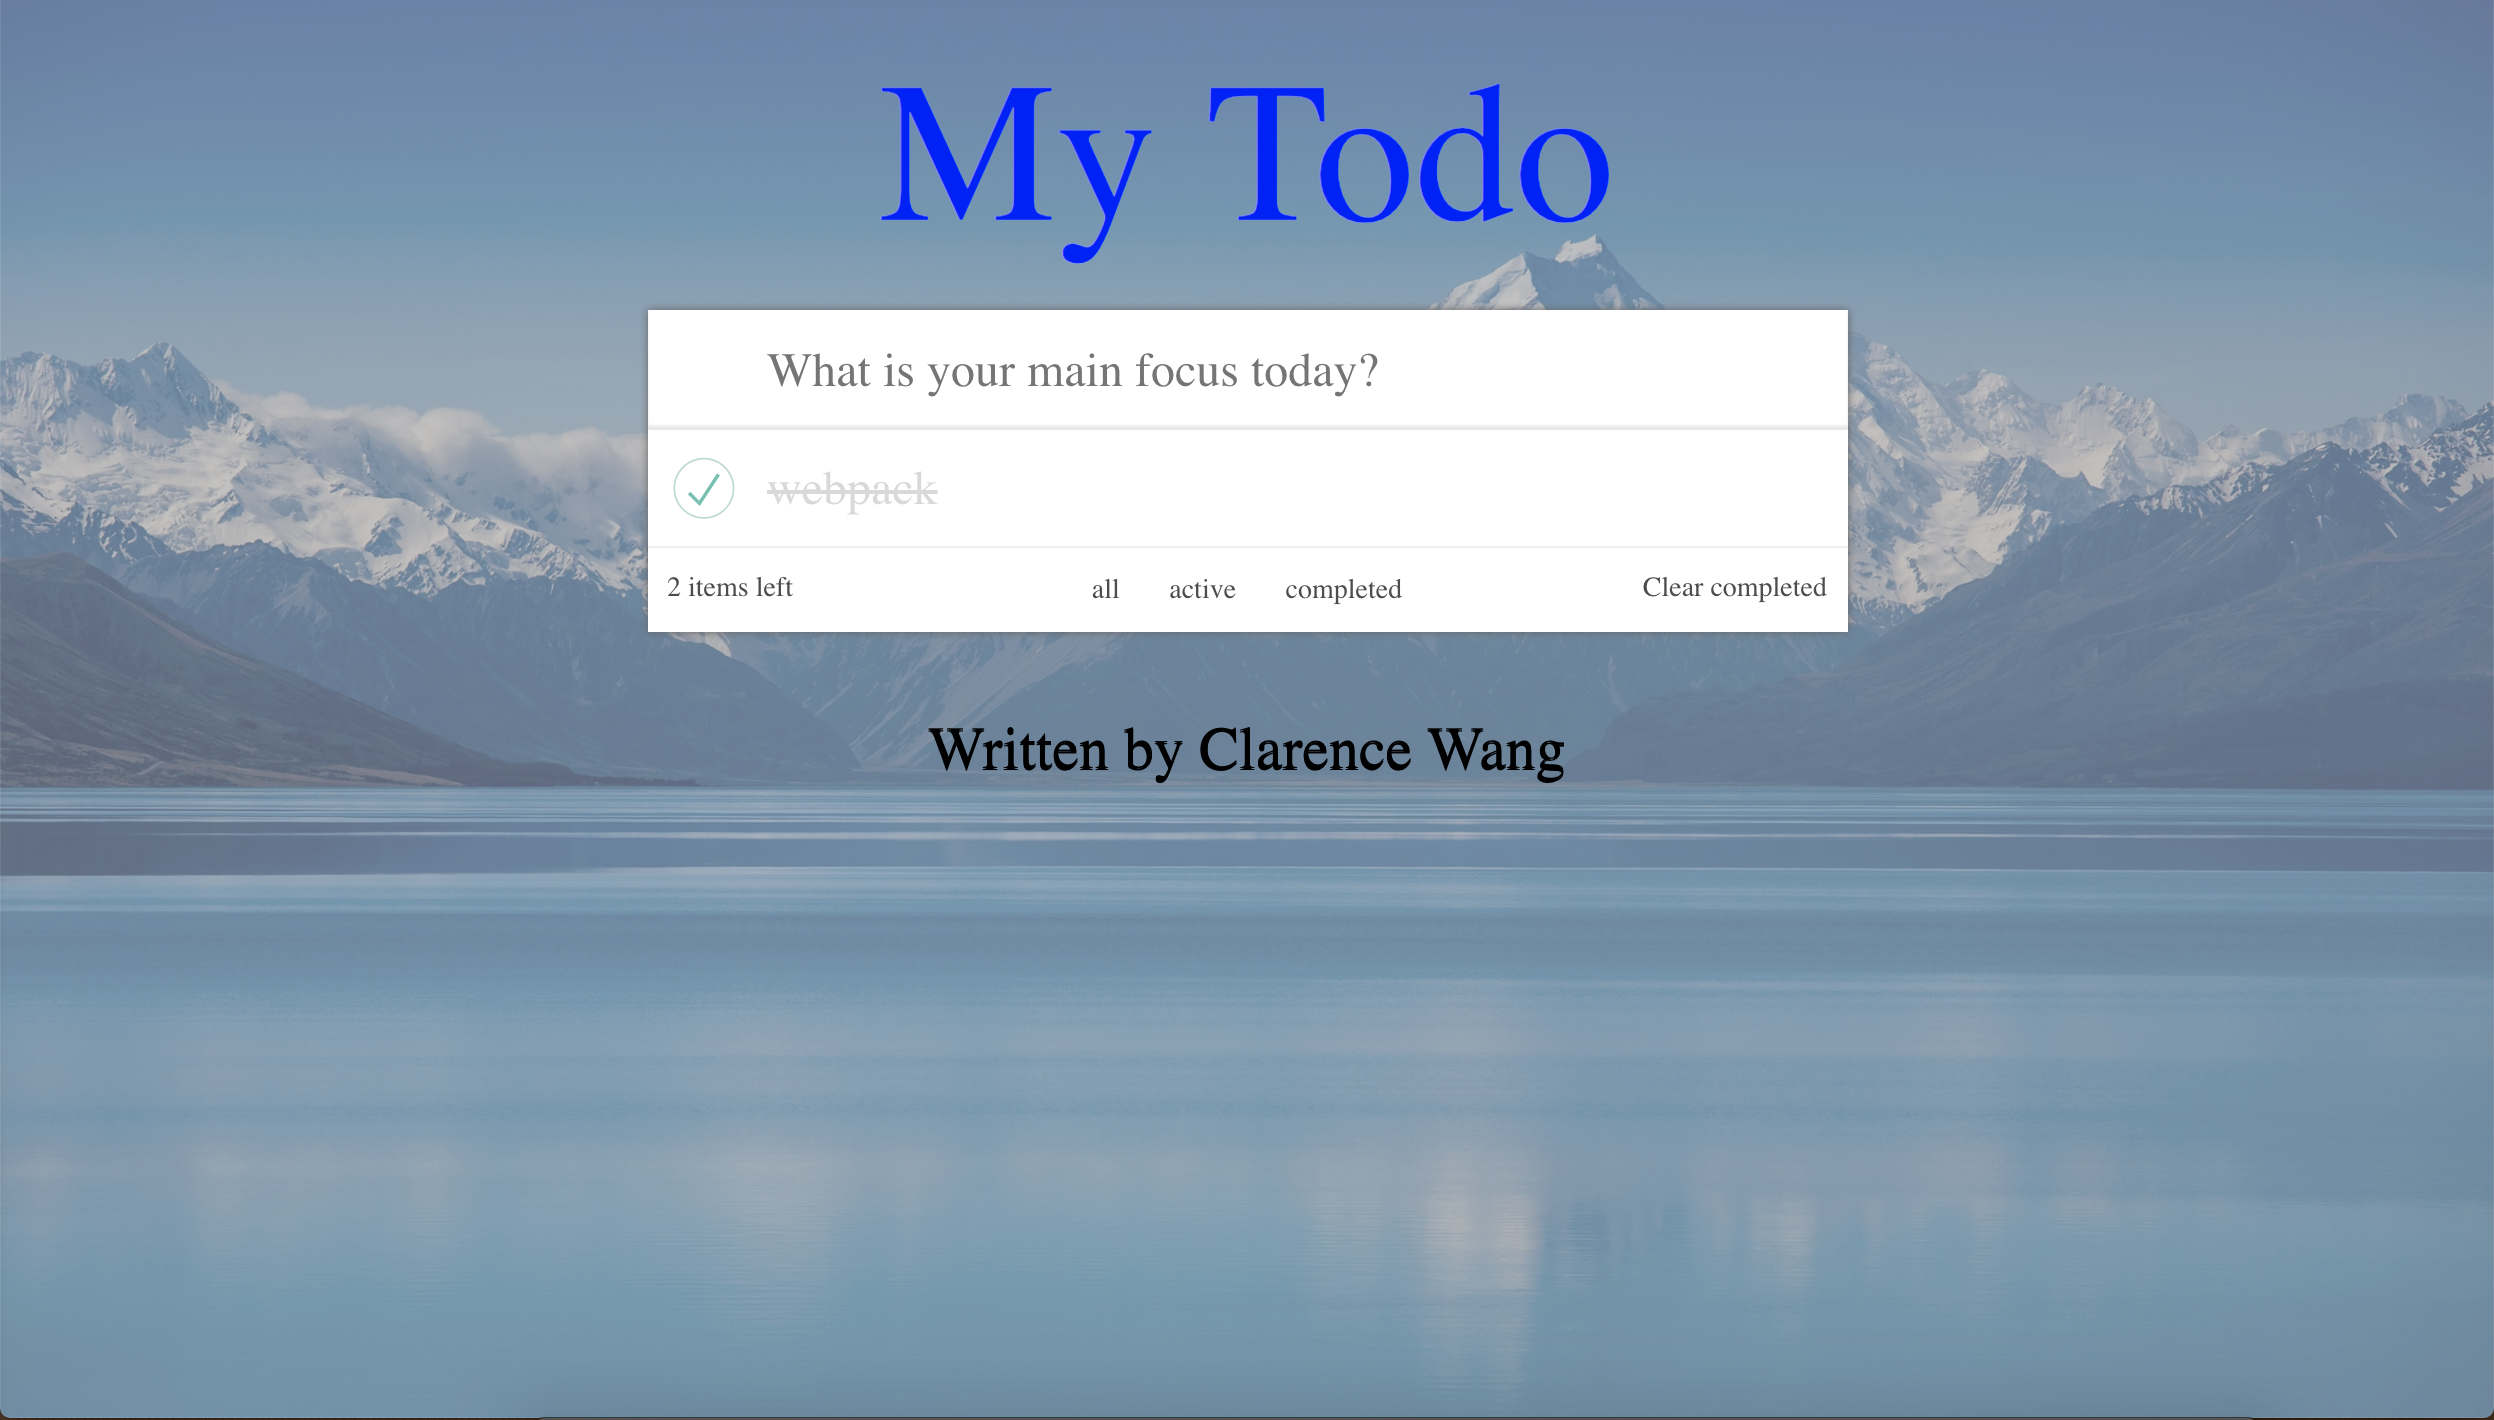 My Todo
What is your main focus today?
webpack
2 items left all active completed Clear completed
Written by Clarence Wang